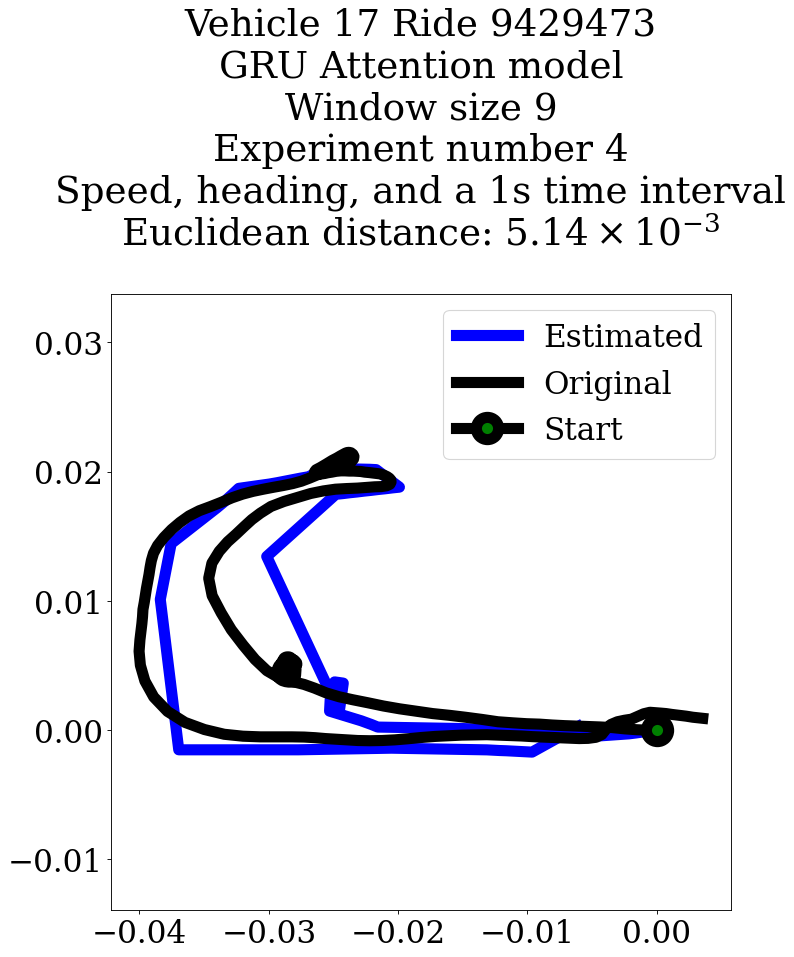 Vehicle 17 Ride 9429473
GRU Attention model
Window size 9
Experiment number 4
Speed, heading, and a 1s time interval
Euclidean distance: 5.14 × 10⁻³
Estimated
Original
Start
0.03
0.02
0.01
0.00
−0.01
−0.04 −0.03 −0.02 −0.01 0.00